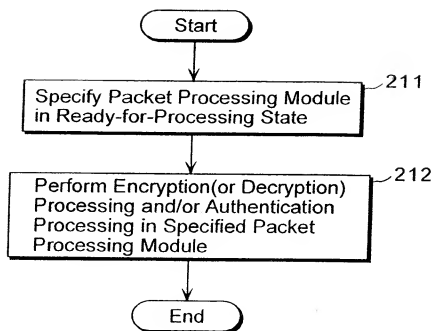 Start
211
Specify Packet Processing Module
in Ready-for-Processing State
212
Perform Encryption(or Decryption)
Processing and/or Authentication
Processing in Specified Packet
Processing Module
End